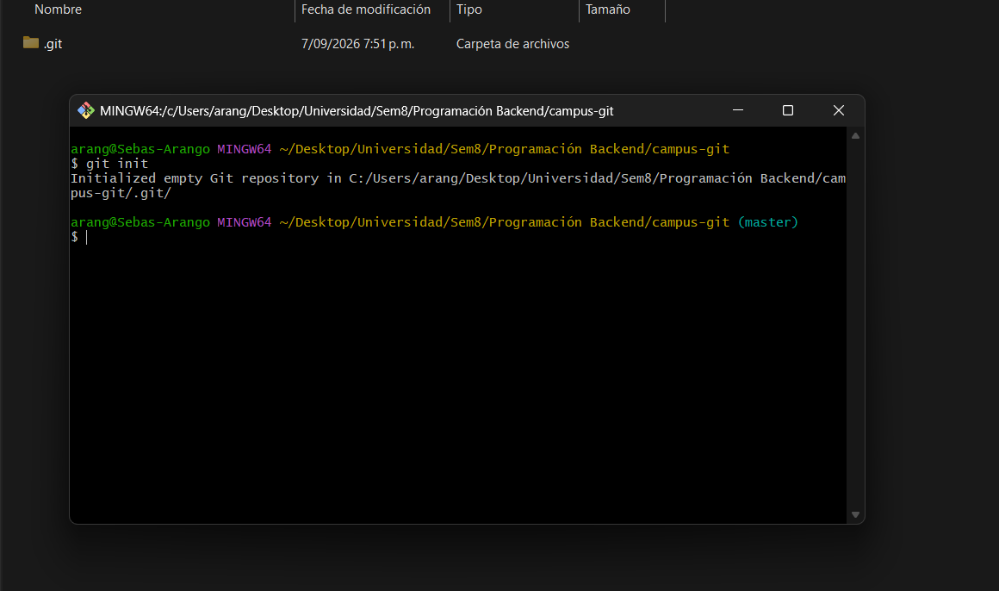 Nombre Fecha de modificación Tipo Tamaño
.git 7/09/2026 7:51 p. m. Carpeta de archivos
MINGW64:/c/Users/arang/Desktop/Universidad/Sem8/Programación Backend/campus-git
arang@Sebas-Arango MINGW64 ~/Desktop/Universidad/Sem8/Programación Backend/campus-git
$ git init
Initialized empty Git repository in C:/Users/arang/Desktop/Universidad/Sem8/Programación Backend/cam
pus-git/.git/
arang@Sebas-Arango MINGW64 ~/Desktop/Universidad/Sem8/Programación Backend/campus-git (master)
$